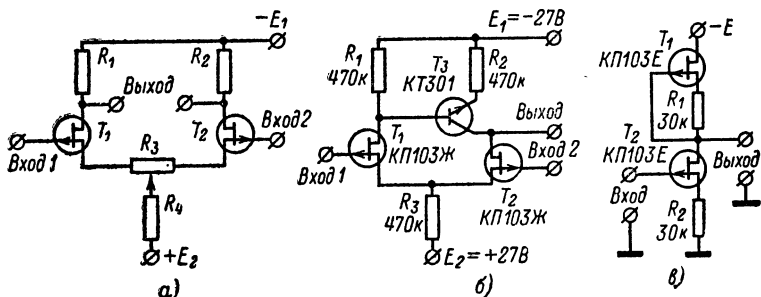 −E₁
R₁
R₂
Выход
T₁
T₂
Вход 1
R₃
Вход2
R₄
+E₂
а)
E₁=−27В
R₁
470к
T₃
КТ301
R₂
470к
Выход
T₁
КП103Ж
Вход 1
Вход 2
T₂
КП103Ж
R₃
470к
E₂=+27В
б)
−E
T₁
КП103Е
R₁
30к
T₂
КП103Е
Вход
Выход
R₂
30к
в)